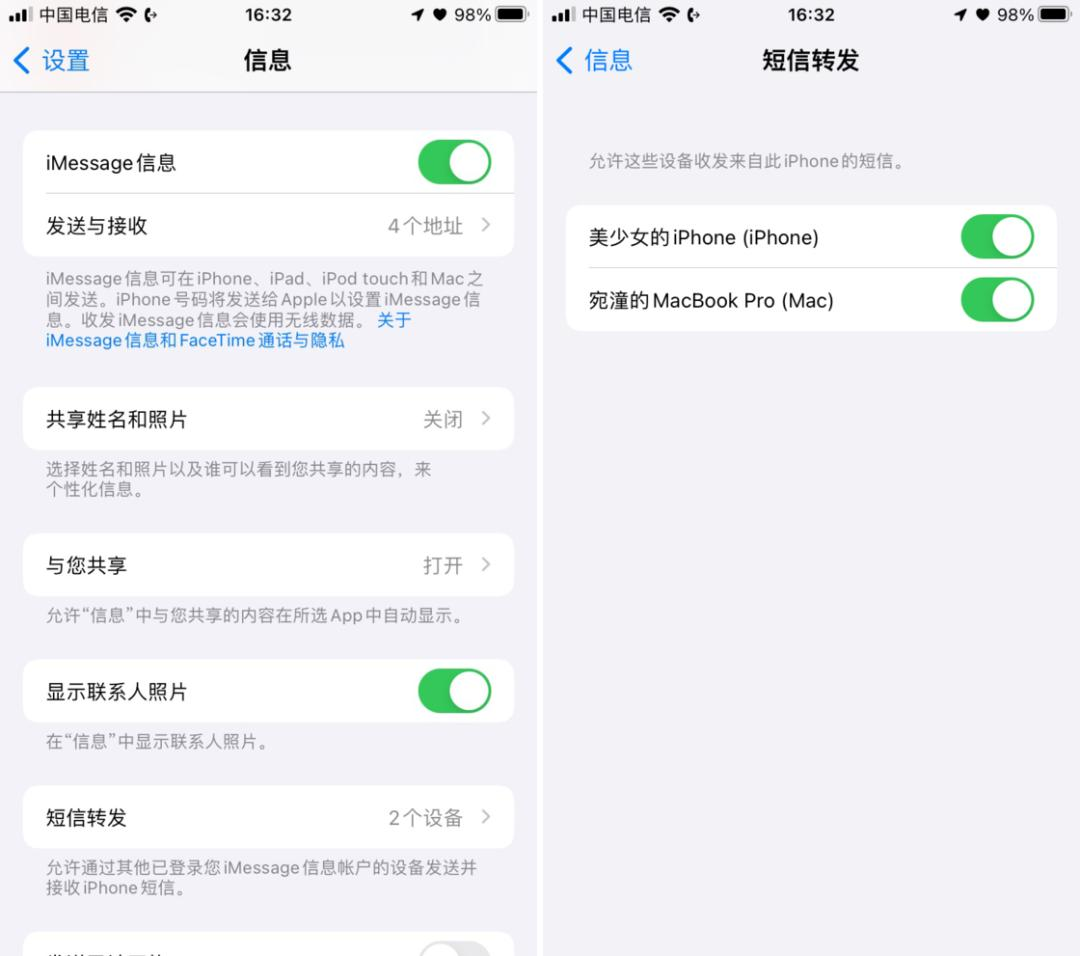 中国电信 16:32 98%
设置 信息
iMessage信息
发送与接收 4个地址
iMessage信息可在iPhone、iPad、iPod touch和Mac之
间发送。iPhone号码将发送给Apple以设置iMessage信
息。收发iMessage信息会使用无线数据。关于
iMessage信息和FaceTime通话与隐私
共享姓名和照片 关闭
选择姓名和照片以及谁可以看到您共享的内容，来
个性化信息。
与您共享 打开
允许“信息”中与您共享的内容在所选App中自动显示。
显示联系人照片
在“信息”中显示联系人照片。
短信转发 2个设备
允许通过其他已登录您iMessage信息帐户的设备发送并
接收iPhone短信。
中国电信 16:32 98%
信息 短信转发
允许这些设备收发来自此iPhone的短信。
美少女的iPhone (iPhone)
宛潼的MacBook Pro (Mac)